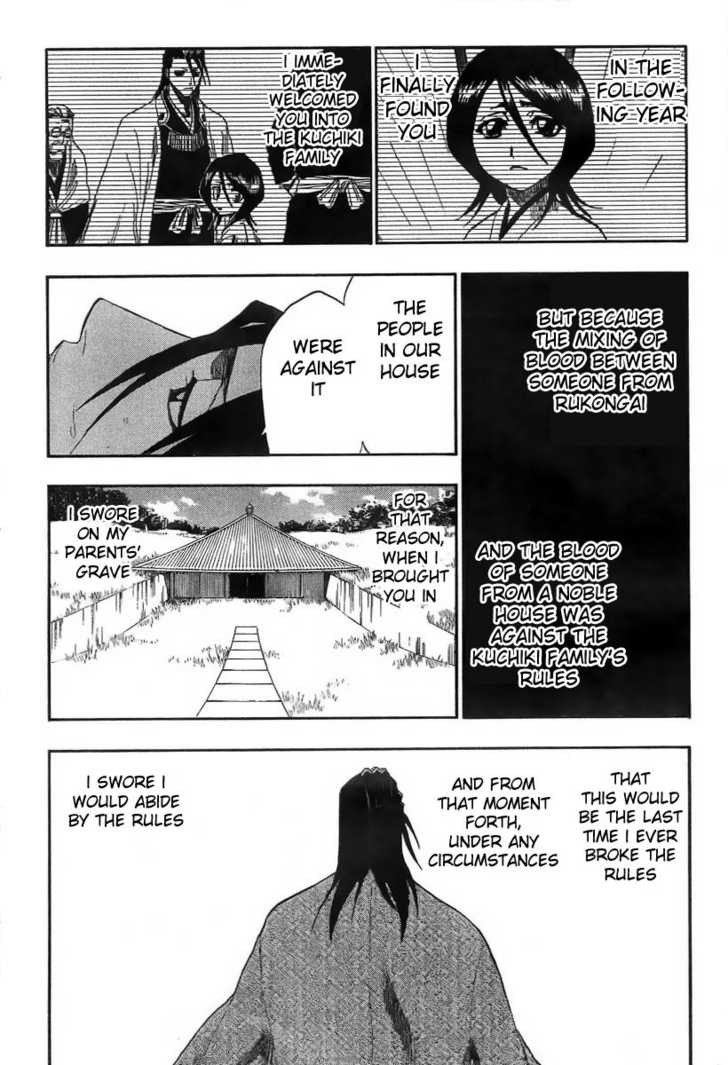 IN THE
FOLLOW-
ING YEAR
I
FINALLY
FOUND
YOU
I IMME-
DIATELY
WELCOMED
YOU INTO
THE KUCHIKI
FAMILY
BUT BECAUSE
THE MIXING OF
BLOOD BETWEEN
SOMEONE FROM
RUKONGAI
AND THE BLOOD
OF SOMEONE
FROM A NOBLE
HOUSE WAS
AGAINST THE
KUCHIKI FAMILY'S
RULES
THE
PEOPLE
IN OUR
HOUSE
WERE
AGAINST
IT
FOR
THAT
REASON,
WHEN I
BROUGHT
YOU IN
I SWORE
ON MY
PARENTS'
GRAVE
THAT
THIS WOULD
BE THE LAST
TIME I EVER
BROKE THE
RULES
AND FROM
THAT MOMENT
FORTH,
UNDER ANY
CIRCUMSTANCES
I SWORE I
WOULD ABIDE
BY THE RULES